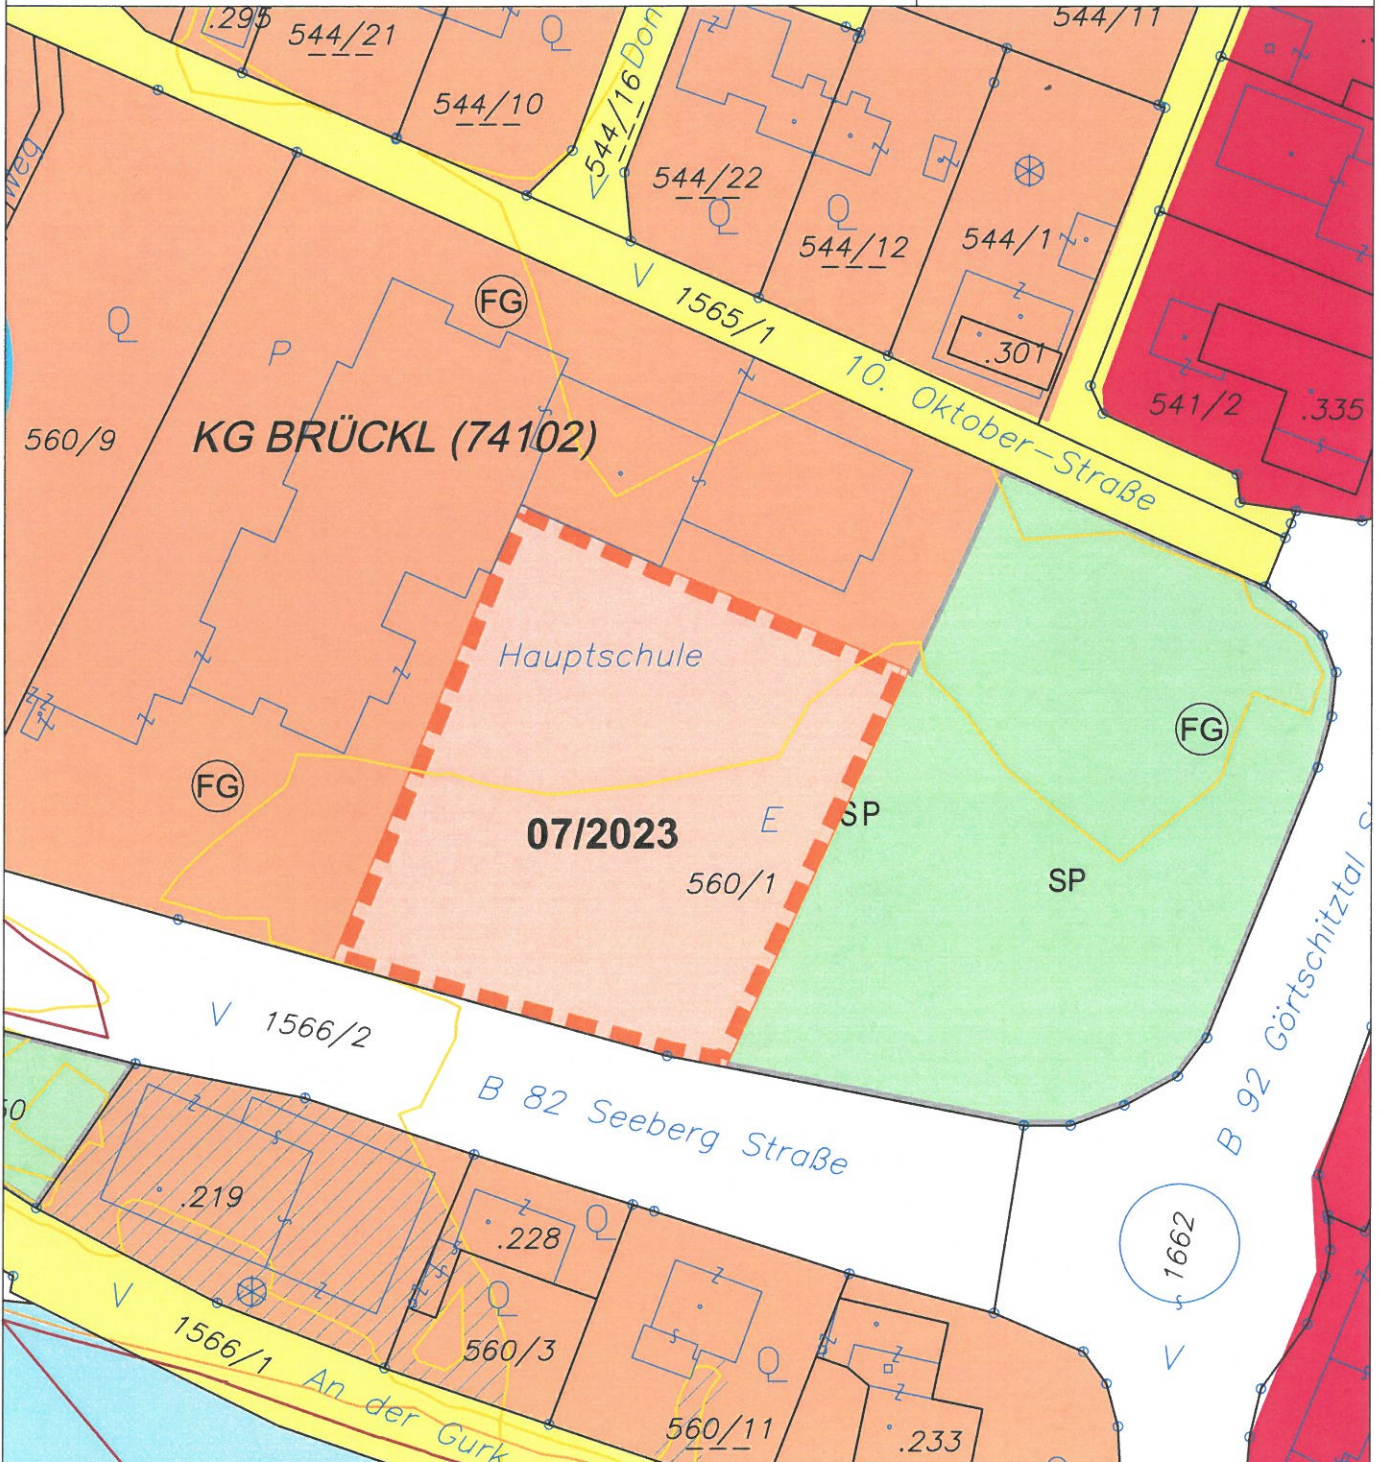 .295
544/21
Q
Don
544/11
544/10
544/16
Weg
544/22
Q
Q
544/12
544/1
FG
V
1565/1
Q
P
.301
10. Oktober-Straße
541/2
.335
560/9
KG BRÜCKL (74102)
Hauptschule
FG
FG
07/2023
E
SP
560/1
SP
V
1566/2
B 92 Görtschitztal S
B 82 Seeberg Straße
.219
.228
Q
1662
V
Q
560/3
V
1566/1
An der Gurk
Q
560/11
.233